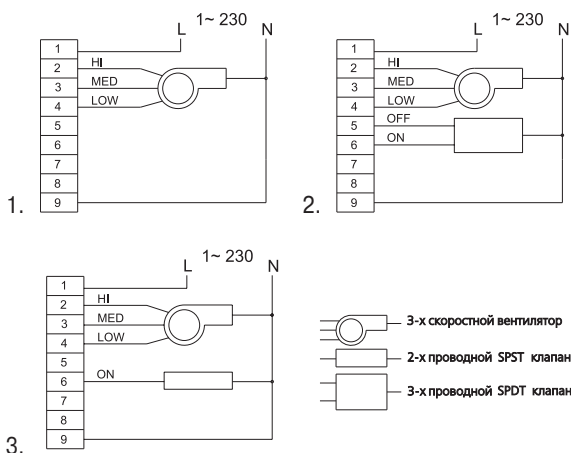 L 1~ 230 N
1
2 HI
3 MED
4 LOW
5
6
7
8
9
1.
L 1~ 230 N
1
2 HI
3 MED
4 LOW
5 OFF
6 ON
7
8
9
2.
L 1~ 230 N
1
2 HI
3 MED
4 LOW
5
6 ON
7
8
9
3.
3-х скоростной вентилятор
2-х проводной SPST клапан
3-х проводной SPDT клапан